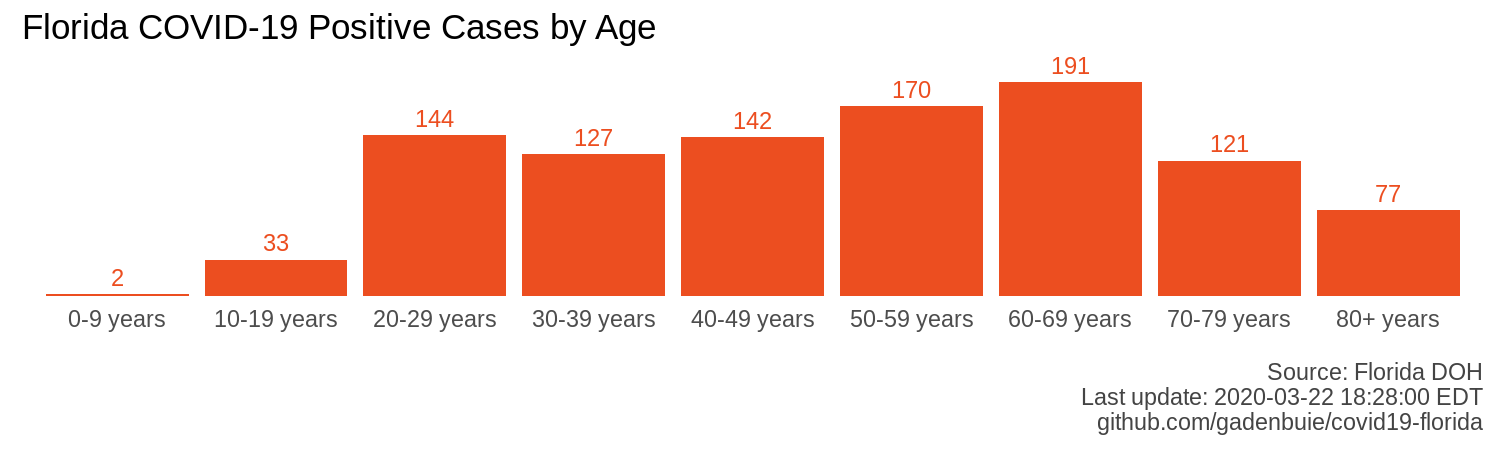 Florida COVID-19 Positive Cases by Age
2
33
144
127
142
170
191
121
77
0-9 years
10-19 years
20-29 years
30-39 years
40-49 years
50-59 years
60-69 years
70-79 years
80+ years
Source: Florida DOH
Last update: 2020-03-22 18:28:00 EDT
github.com/gadenbuie/covid19-florida